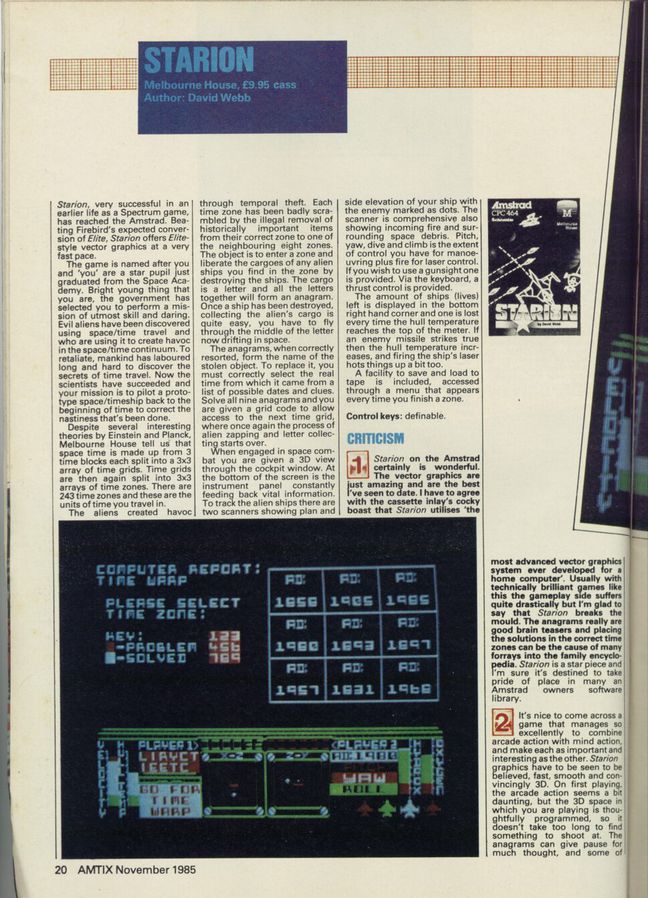 STARION
Melbourne House, £9.95 cass
Author: David Webb
Starion, very successful in an
earlier life as a Spectrum game,
has reached the Amstrad. Bea-
ting Firebird's expected conver-
sion of Elite, Starion offers Elite-
style vector graphics at a very
fast pace.
The game is named after you
and 'you' are a star pupil just
graduated from the Space Aca-
demy. Bright young thing that
you are, the government has
selected you to perform a mis-
sion of utmost skill and daring.
Evil aliens have been discovered
using space/time travel and
who are using it to create havoc
in the space/time continuum. To
retaliate, mankind has laboured
long and hard to discover the
secrets of time travel. Now the
scientists have succeeded and
your mission is to pilot a proto-
type space/timeship back to the
beginning of time to correct the
nastiness that's been done.
Despite several interesting
theories by Einstein and Planck,
Melbourne House tell us that
space time is made up from 3
time blocks each split into a 3x3
array of time grids. Time grids
are then again split into 3x3
arrays of time zones. There are
243 time zones and these are the
units of time you travel in.
The aliens created havoc
through temporal theft. Each
time zone has been badly scra-
mbled by the illegal removal of
historically important items
from their correct zone to one of
the neighbouring eight zones.
The object is to enter a zone and
liberate the cargoes of any alien
ships you find in the zone by
destroying the ships. The cargo
is a letter and all the letters
together will form an anagram.
Once a ship has been destroyed,
collecting the alien's cargo is
quite easy, you have to fly
through the middle of the letter
now drifting in space.
The anagrams, when correctly
resorted, form the name of the
stolen object. To replace it, you
must correctly select the real
time from which it came from a
list of possible dates and clues.
Solve all nine anagrams and you
are given a grid code to allow
access to the next time grid,
where once again the process of
alien zapping and letter collec-
ting starts over.
When engaged in space com-
bat you are given a 3D view
through the cockpit window. At
the bottom of the screen is the
instrument panel constantly
feeding back vital information.
To track the alien ships there are
two scanners showing plan and
side elevation of your ship with
the enemy marked as dots. The
scanner is comprehensive also
showing incoming fire and sur-
rounding space debris. Pitch,
yaw, dive and climb is the extent
of control you have for manoe-
uvring plus fire for laser control.
If you wish to use a gunsight one
is provided. Via the keyboard, a
thrust control is provided.
The amount of ships (lives)
left is displayed in the bottom
right hand corner and one is lost
every time the hull temperature
reaches the top of the meter. If
an enemy missile strikes true
then the hull temperature incr-
eases, and firing the ship's laser
hots things up a bit too.
A facility to save and load to
tape is included, accessed
through a menu that appears
every time you finish a zone.
Control keys: definable.
CRITICISM
1 Starion on the Amstrad
certainly is wonderful.
The vector graphics are
just amazing and are the best
I've seen to date. I have to agree
with the cassette inlay's cocky
boast that Starion utilises 'the
Amstrad
CPC 464
Melbourne
House
STARION
by David Webb
most advanced vector graphics
system ever developed for a
home computer'. Usually with
technically brilliant games like
this the gameplay side suffers
quite drastically but I'm glad to
say that Starion breaks the
mould. The anagrams really are
good brain teasers and placing
the solutions in the correct time
zones can be the cause of many
forrays into the family encyclo-
pedia. Starion is a star piece and
I'm sure it's destined to take
pride of place in many an
Amstrad owners software
library.
2 It's nice to come across a
game that manages so
excellently to combine
arcade action with mind action,
and make each as important and
interesting as the other. Starion
graphics have to be seen to be
believed, fast, smooth and con-
vincingly 3D. On first playing,
the arcade action seems a bit
daunting, but the 3D space in
which you are playing is thou-
ghtfully programmed, so it
doesn't take too long to find
something to shoot at. The
anagrams can give pause for
much thought, and some of
COMPUTER REPORT:
TIME WARP
PLEASE SELECT
TIME ZONE:
KEY: 123
-PROBLEM 456
-SOLVED 789
AD: AD: AD:
1905 1985
AD: AD: AD:
AD: AD: AD:
1957 1831 1968
PLAYER 1 X-Z Z-Y PLAYER 2
VELOCITY
GO FOR
TIME
WARP
YAW
ROLL
20 AMTIX November 1985